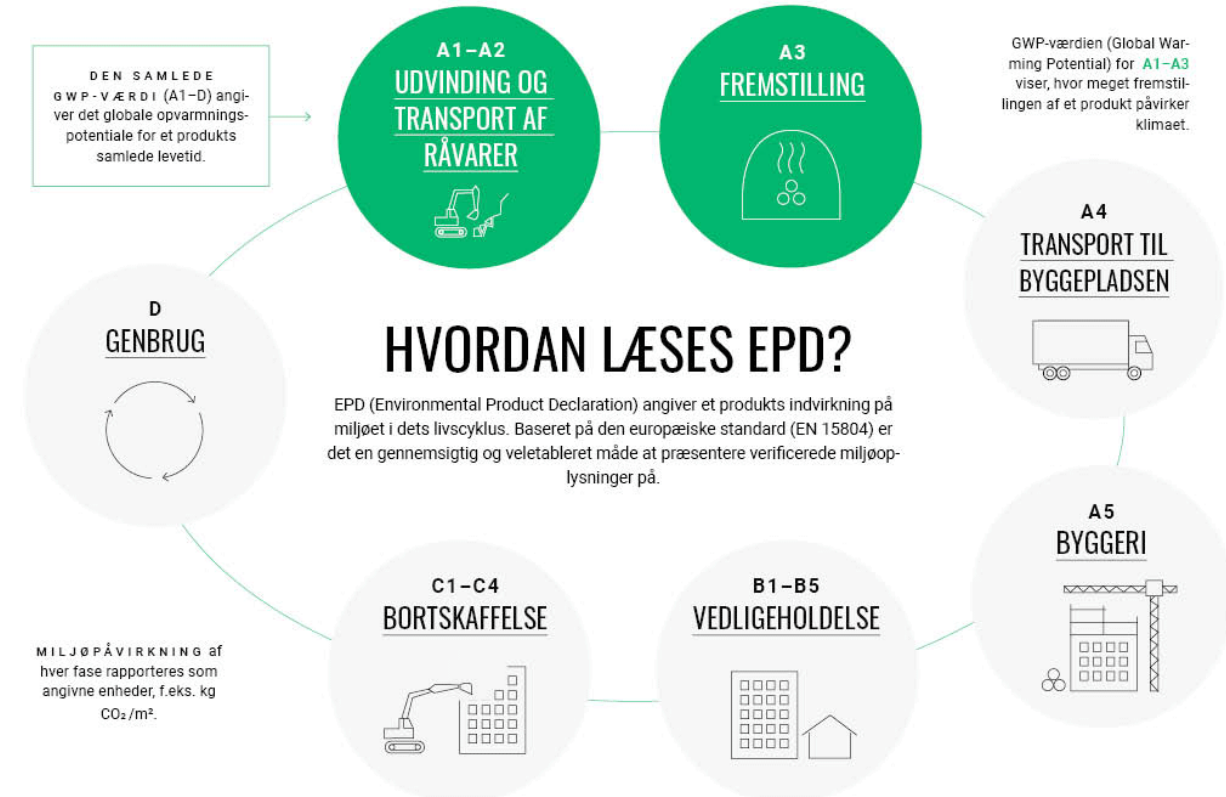 DEN SAMLEDE
GWP-VÆRDI (A1–D) angi-
ver det globale opvarmnings-
potentiale for et produkts
samlede levetid.
A1–A2
UDVINDING OG
TRANSPORT AF
RÅVARER
A3
FREMSTILLING
GWP-værdien (Global War-
ming Potential) for A1–A3
viser, hvor meget fremstil-
lingen af et produkt påvirker
klimaet.
A4
TRANSPORT TIL
BYGGEPLADSEN
D
GENBRUG
HVORDAN LÆSES EPD?
EPD (Environmental Product Declaration) angiver et produkts indvirkning på
miljøet i dets livscyklus. Baseret på den europæiske standard (EN 15804) er
det en gennemsigtig og veletableret måde at præsentere verificerede miljøop-
lysninger på.
A5
BYGGERI
C1–C4
BORTSKAFFELSE
B1–B5
VEDLIGEHOLDELSE
MILJØPÅVIRKNING af
hver fase rapporteres som
angivne enheder, f.eks. kg
CO₂/m².